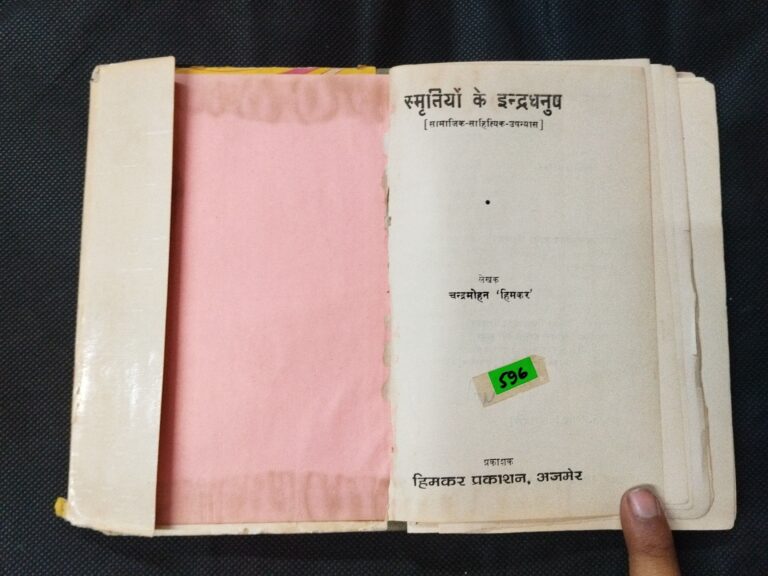 स्मृतियों के इन्द्रधनुष
[सामाजिक-साहित्यिक-उपन्यास]
लेखक
चन्द्रमोहन ‘हिमकर’
596
प्रकाशक
हिमकर प्रकाशन, अजमेर